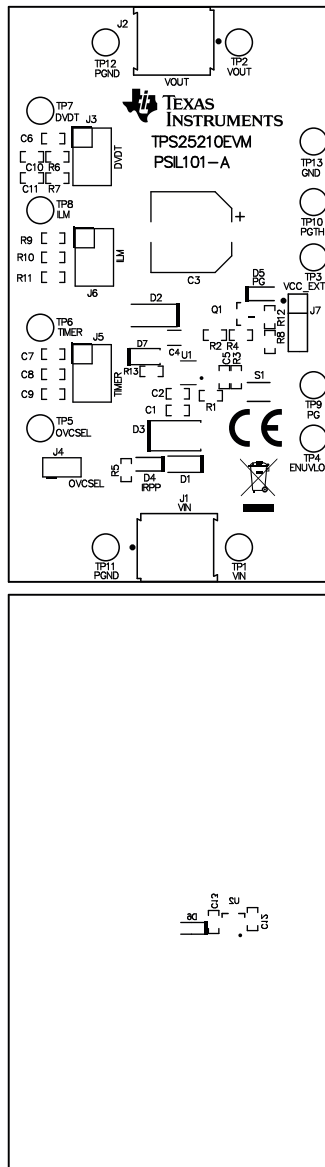 J2
TP12
PGND
TP2
VOUT
VOUT
TEXAS
INSTRUMENTS
TPS25210EVM
PSIL101-A
TP7
DVDT
J3
C6
C10
R6
C11
R7
DVDT
TP13
GND
TP8
ILM
TP10
PGTH
R9
R10
R11
ILM
J6
C3
+
TP3
VCC_EXT
D5
PG
D2
Q1
R12
J7
TP6
TIMER
J5
R2
R4
R8
C4
D7
U1
R13
C5
R3
C7
C8
C9
TIMER
S1
C2
C1
R1
TP9
PG
TP5
OVCSEL
D3
CE
TP4
ENUVLO
J4
OVCSEL
R5
D4
IRPP
D1
J1
VIN
TP11
PGND
TP1
VIN
C13
U2
C12
D6